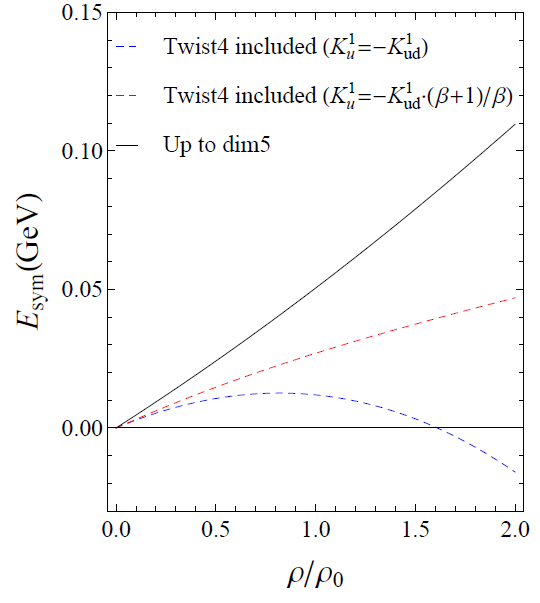 0.15
Twist4 included (K_u^1=-K_ud^1)
Twist4 included (K_u^1=-K_ud^1·(β+1)/β)
Up to dim5
0.10
0.05
0.00
E_sym(GeV)
0.0 0.5 1.0 1.5 2.0
ρ/ρ_0